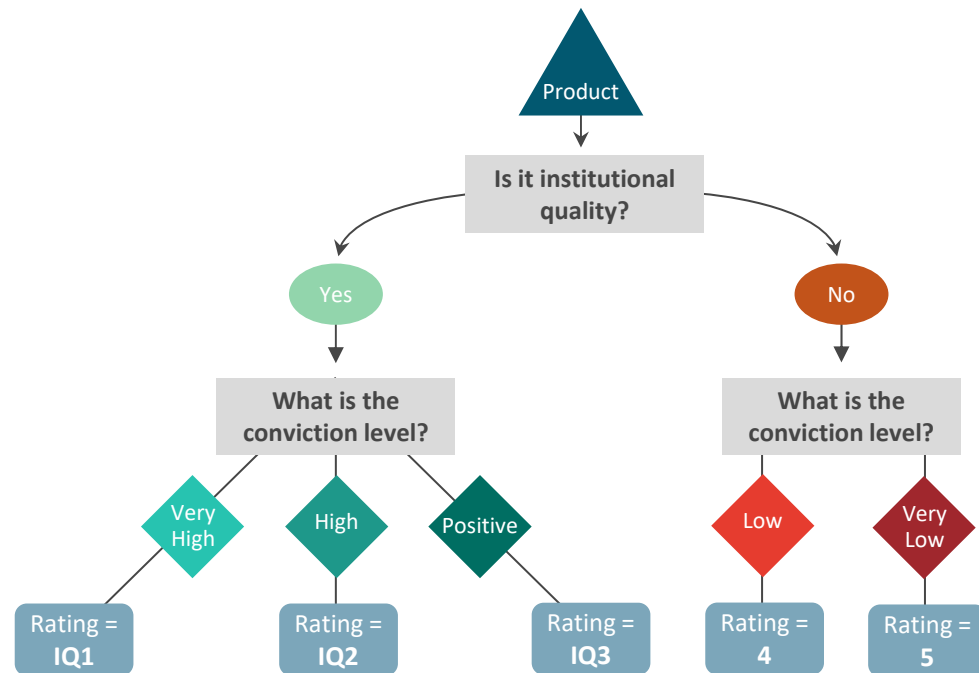 Product
Is it institutional
quality?
Yes
No
What is the
conviction level?
What is the
conviction level?
Very
High
High
Positive
Low
Very
Low
Rating =
IQ1
Rating =
IQ2
Rating =
IQ3
Rating =
4
Rating =
5